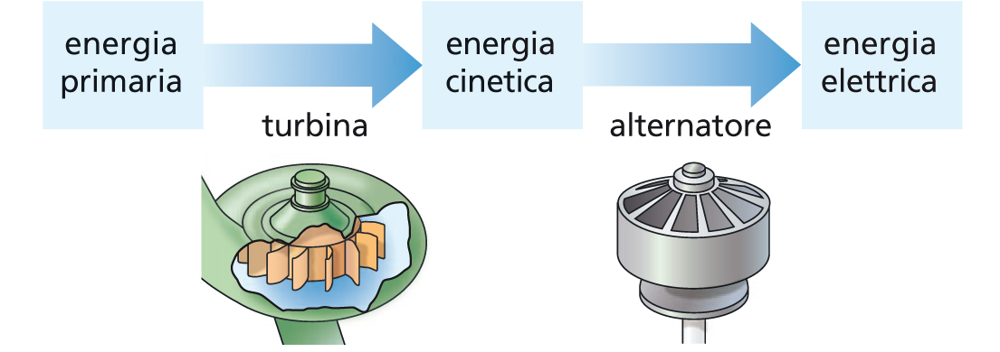 energia
primaria
turbina
energia
cinetica
alternatore
energia
elettrica